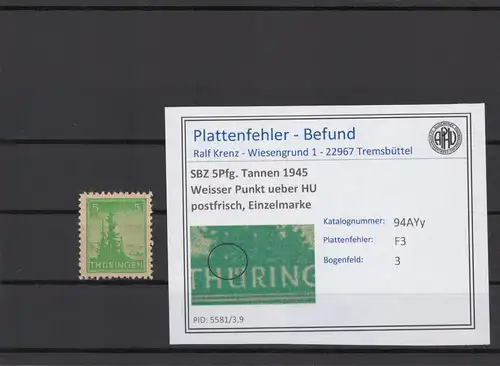 5 5
THÜRINGEN
Plattenfehler - Befund
Ralf Krenz - Wiesengrund 1 - 22967 Tremsbüttel
SBZ 5Pfg. Tannen 1945
Weisser Punkt ueber HU
postfrisch, Einzelmarke
THÜRING
Katalognummer: 94AYy
Plattenfehler: F3
Bogenfeld: 3
PID: 5581/3,9